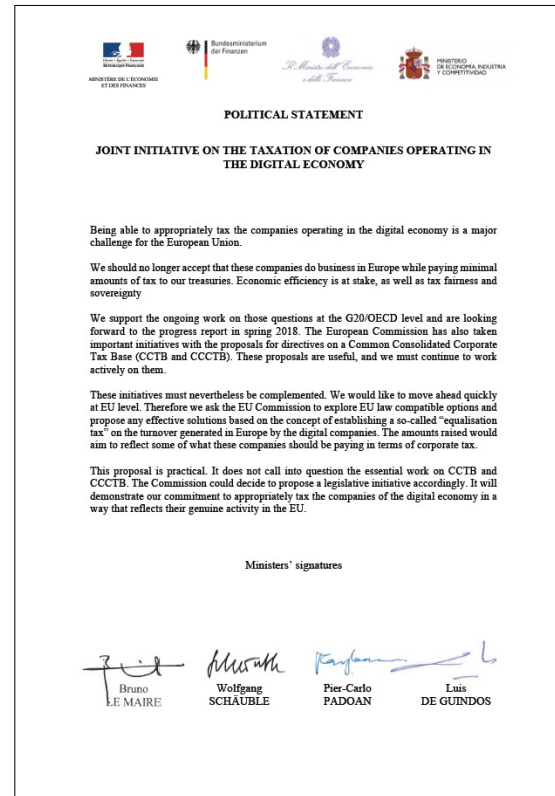 Liberté • Égalité • Fraternité
RÉPUBLIQUE FRANÇAISE
MINISTÈRE DE L'ÉCONOMIE
ET DES FINANCES
Bundesministerium
der Finanzen
Il Ministro dell' Economia
e delle Finanze
MINISTERIO
DE ECONOMÍA, INDUSTRIA
Y COMPETITIVIDAD
POLITICAL STATEMENT
JOINT INITIATIVE ON THE TAXATION OF COMPANIES OPERATING IN
THE DIGITAL ECONOMY
Being able to appropriately tax the companies operating in the digital economy is a major
challenge for the European Union.
We should no longer accept that these companies do business in Europe while paying minimal
amounts of tax to our treasuries. Economic efficiency is at stake, as well as tax fairness and
sovereignty
We support the ongoing work on those questions at the G20/OECD level and are looking
forward to the progress report in spring 2018. The European Commission has also taken
important initiatives with the proposals for directives on a Common Consolidated Corporate
Tax Base (CCTB and CCCTB). These proposals are useful, and we must continue to work
actively on them.
These initiatives must nevertheless be complemented. We would like to move ahead quickly
at EU level. Therefore we ask the EU Commission to explore EU law compatible options and
propose any effective solutions based on the concept of establishing a so-called “equalisation
tax” on the turnover generated in Europe by the digital companies. The amounts raised would
aim to reflect some of what these companies should be paying in terms of corporate tax.
This proposal is practical. It does not call into question the essential work on CCTB and
CCCTB. The Commission could decide to propose a legislative initiative accordingly. It will
demonstrate our commitment to appropriately tax the companies of the digital economy in a
way that reflects their genuine activity in the EU.
Ministers’ signatures
Bruno
LE MAIRE
Wolfgang
SCHÄUBLE
Pier-Carlo
PADOAN
Luis
DE GUINDOS